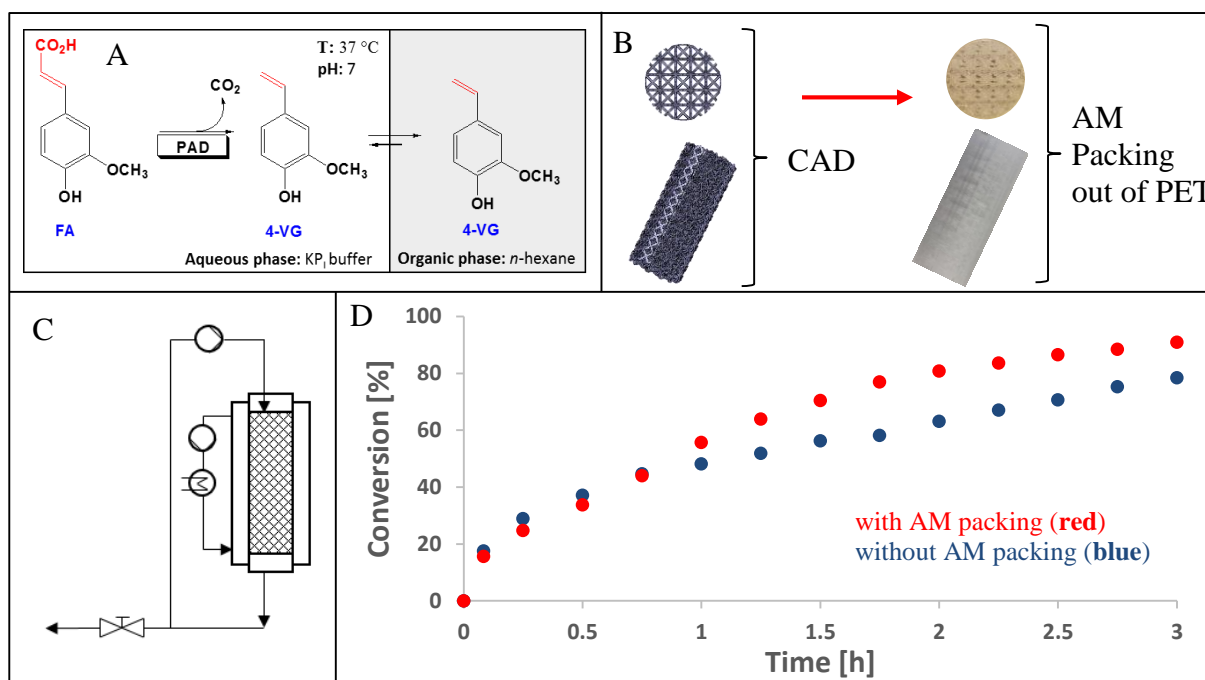 A
CO₂H
T: 37 °C
pH: 7
CO₂
PAD
OCH₃
OH
FA
OCH₃
OH
4-VG
OCH₃
OH
4-VG
Aqueous phase: KPᵢ buffer
Organic phase: n-hexane
B
CAD
AM
Packing
out of PET
C
M
D
Conversion [%]
100
80
60
40
20
0
with AM packing (red)
without AM packing (blue)
0 0.5 1 1.5 2 2.5 3
Time [h]